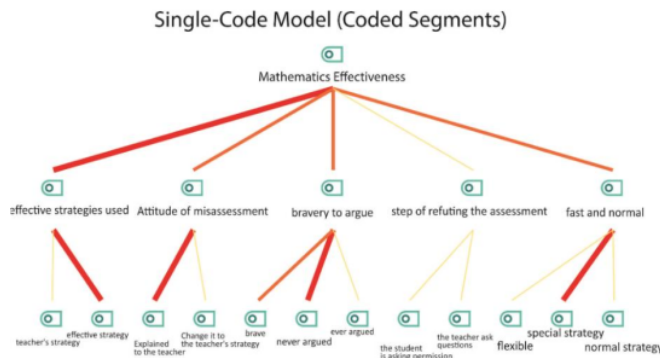 Single-Code Model (Coded Segments)
Mathematics Effectiveness
effective strategies used
Attitude of misassessment
bravery to argue
step of refuting the assessment
fast and normal
teacher's strategy
effective strategy
Explained
to the teacher
Change it to
the teacher's strategy
brave
never argued
ever argued
the student
is asking permission
the teacher ask
questions
flexible
special strategy
normal strategy